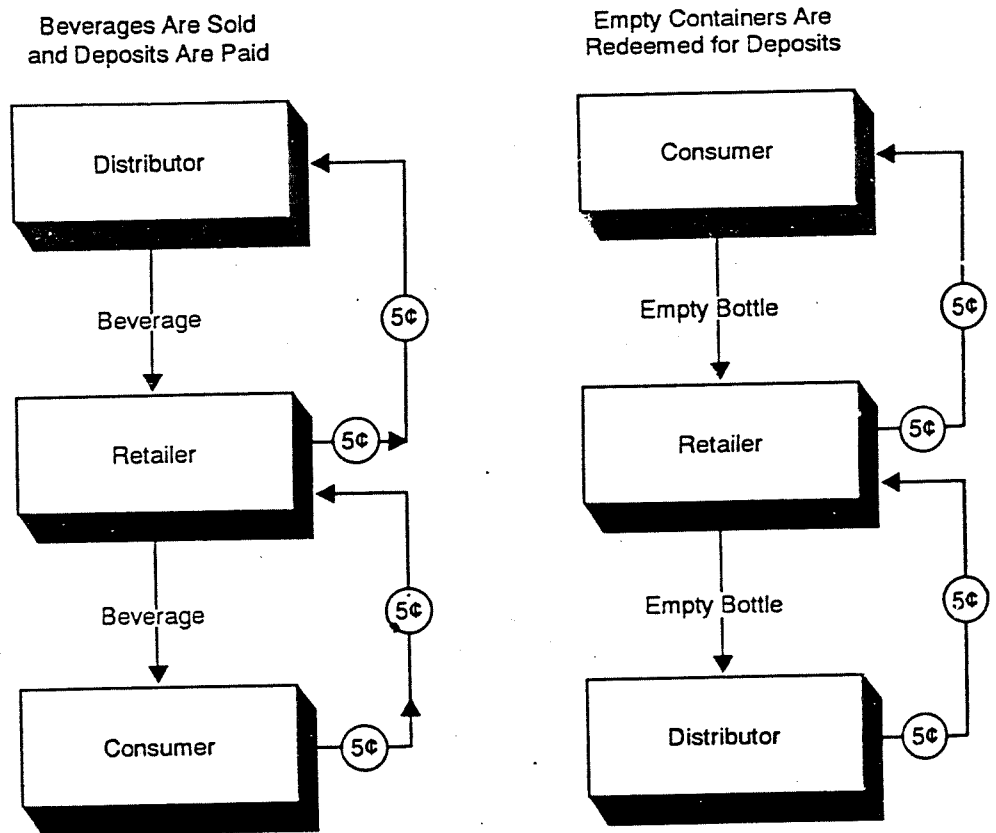 Beverages Are Sold
and Deposits Are Paid
Distributor
5¢
Beverage
Retailer
5¢
5¢
Beverage
Consumer
5¢
Empty Containers Are
Redeemed for Deposits
Consumer
5¢
Empty Bottle
Retailer
5¢
5¢
Empty Bottle
Distributor
5¢